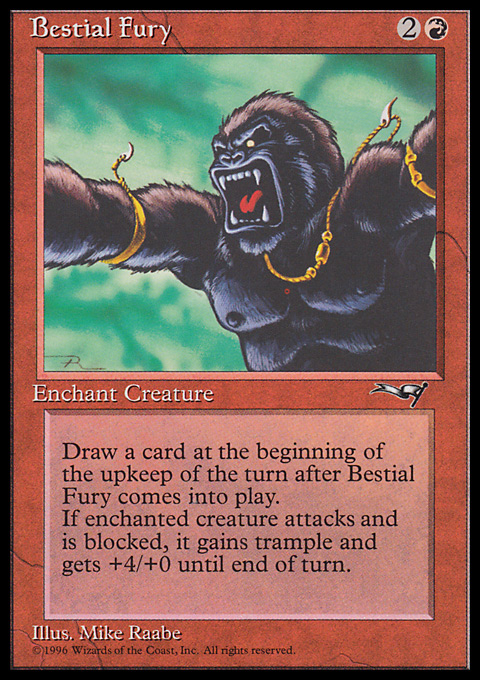 Bestial Fury 2
Enchant Creature
Draw a card at the beginning of
the upkeep of the turn after Bestial
Fury comes into play.
If enchanted creature attacks and
is blocked, it gains trample and
gets +4/+0 until end of turn.
Illus. Mike Raabe
©1996 Wizards of the Coast, Inc. All rights reserved.